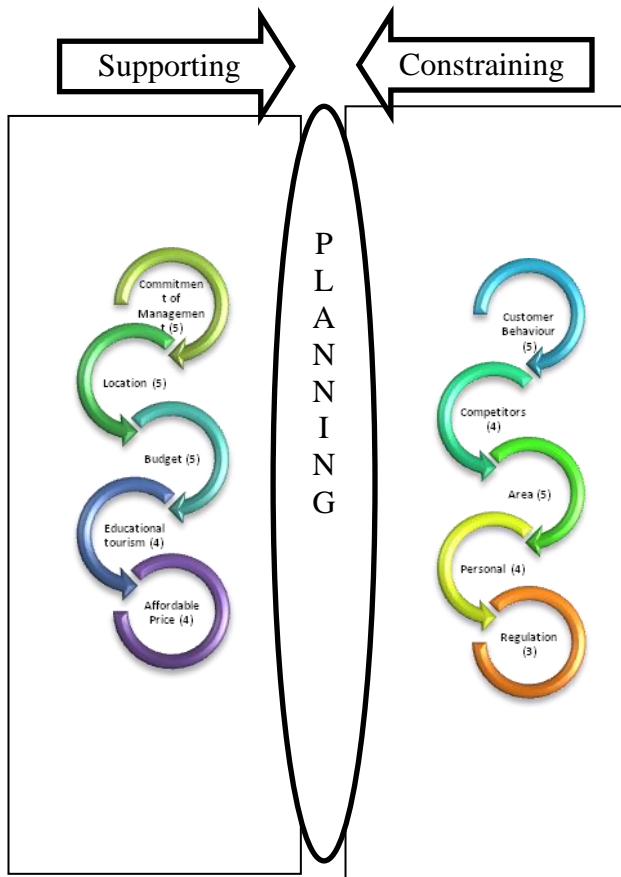 Supporting
Constraining
P
L
A
N
N
I
N
G
Commitmen
t of
Managemen
t (5)
Location (5)
Budget (5)
Educational
tourism (4)
Affordable
Price (4)
Customer
Behaviour
(5)
Competitors
(4)
Area (5)
Personal (4)
Regulation
(3)